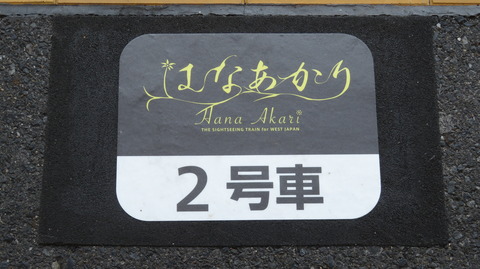 はなあかり
Hana Akari®
THE SIGHTSEEING TRAIN for WEST JAPAN
2号車